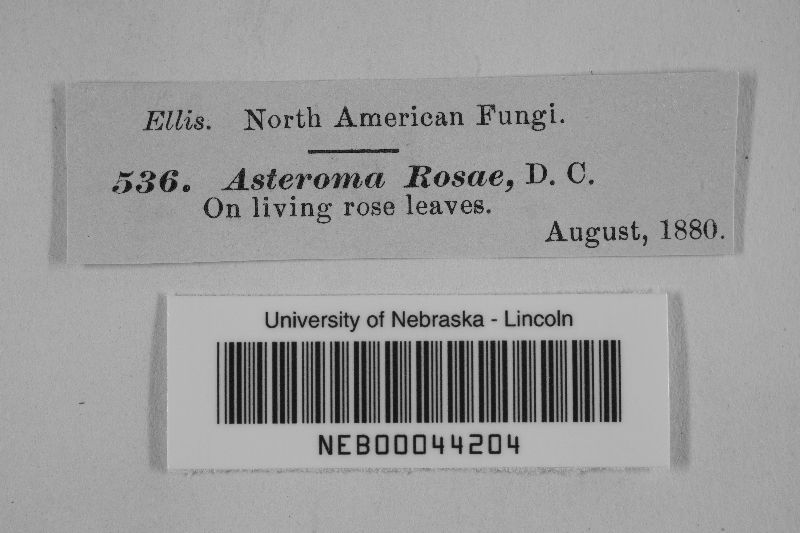 Ellis. North American Fungi.
536. Asteroma Rosae, D. C.
On living rose leaves.
August, 1880.
University of Nebraska - Lincoln
NEB00044204